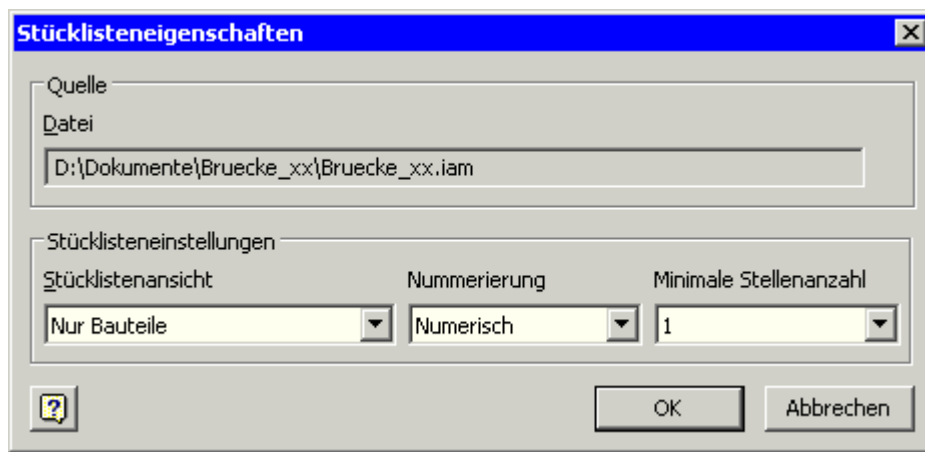 Stücklisteneigenschaften
Quelle
Datei
D:\Dokumente\Bruecke_xx\Bruecke_xx.iam
Stücklisteneinstellungen
Stücklistenansicht Nummerierung Minimale Stellenanzahl
Nur Bauteile Numerisch 1
? OK Abbrechen